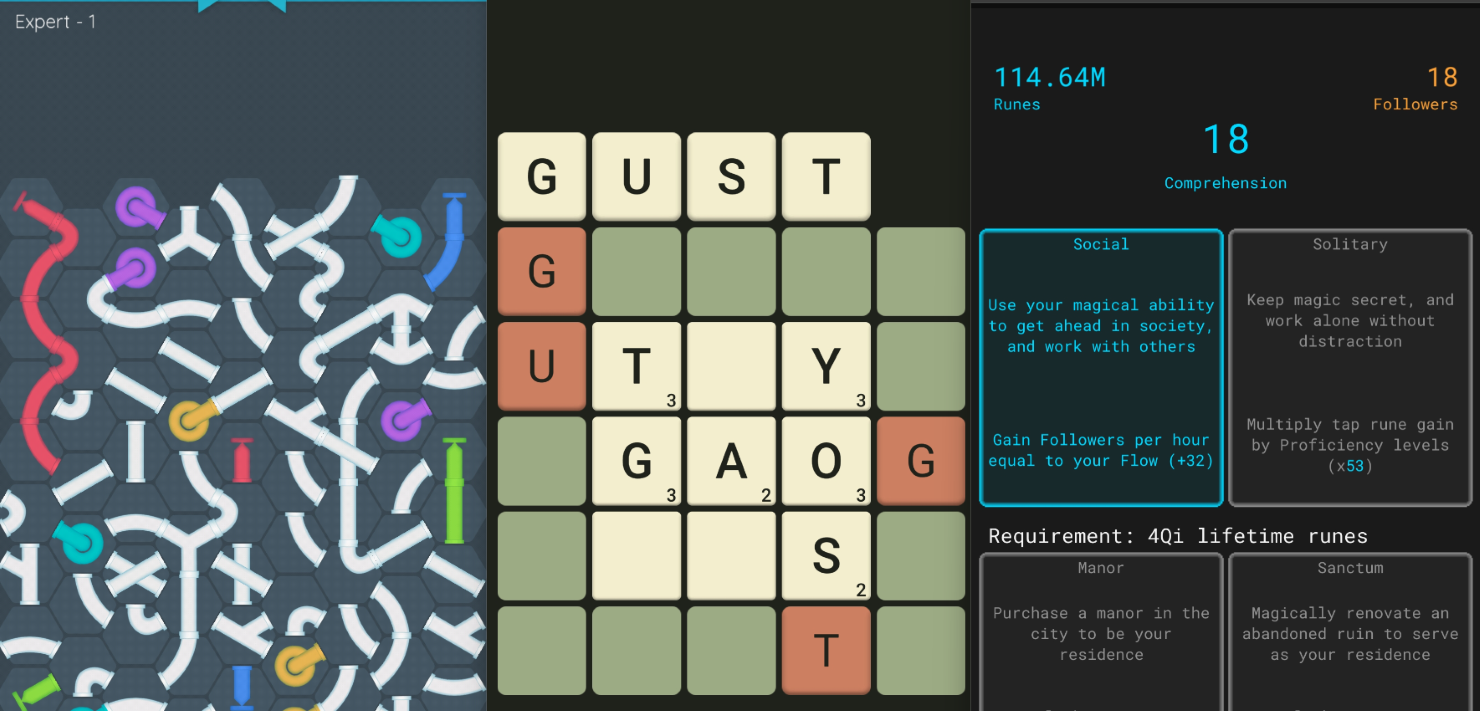 Expert - 1
G U S T
G
U T Y
3 3
G A O G
3 2 3
S
2
T
114.64M
Runes
18
Followers
18
Comprehension
Social
Use your magical ability
to get ahead in society,
and work with others
Gain Followers per hour
equal to your Flow (+32)
Solitary
Keep magic secret, and
work alone without
distraction
Multiply tap rune gain
by Proficiency levels
(x53)
Requirement: 4Qi lifetime runes
Manor
Purchase a manor in the
city to be your
residence
Sanctum
Magically renovate an
abandoned ruin to serve
as your residence